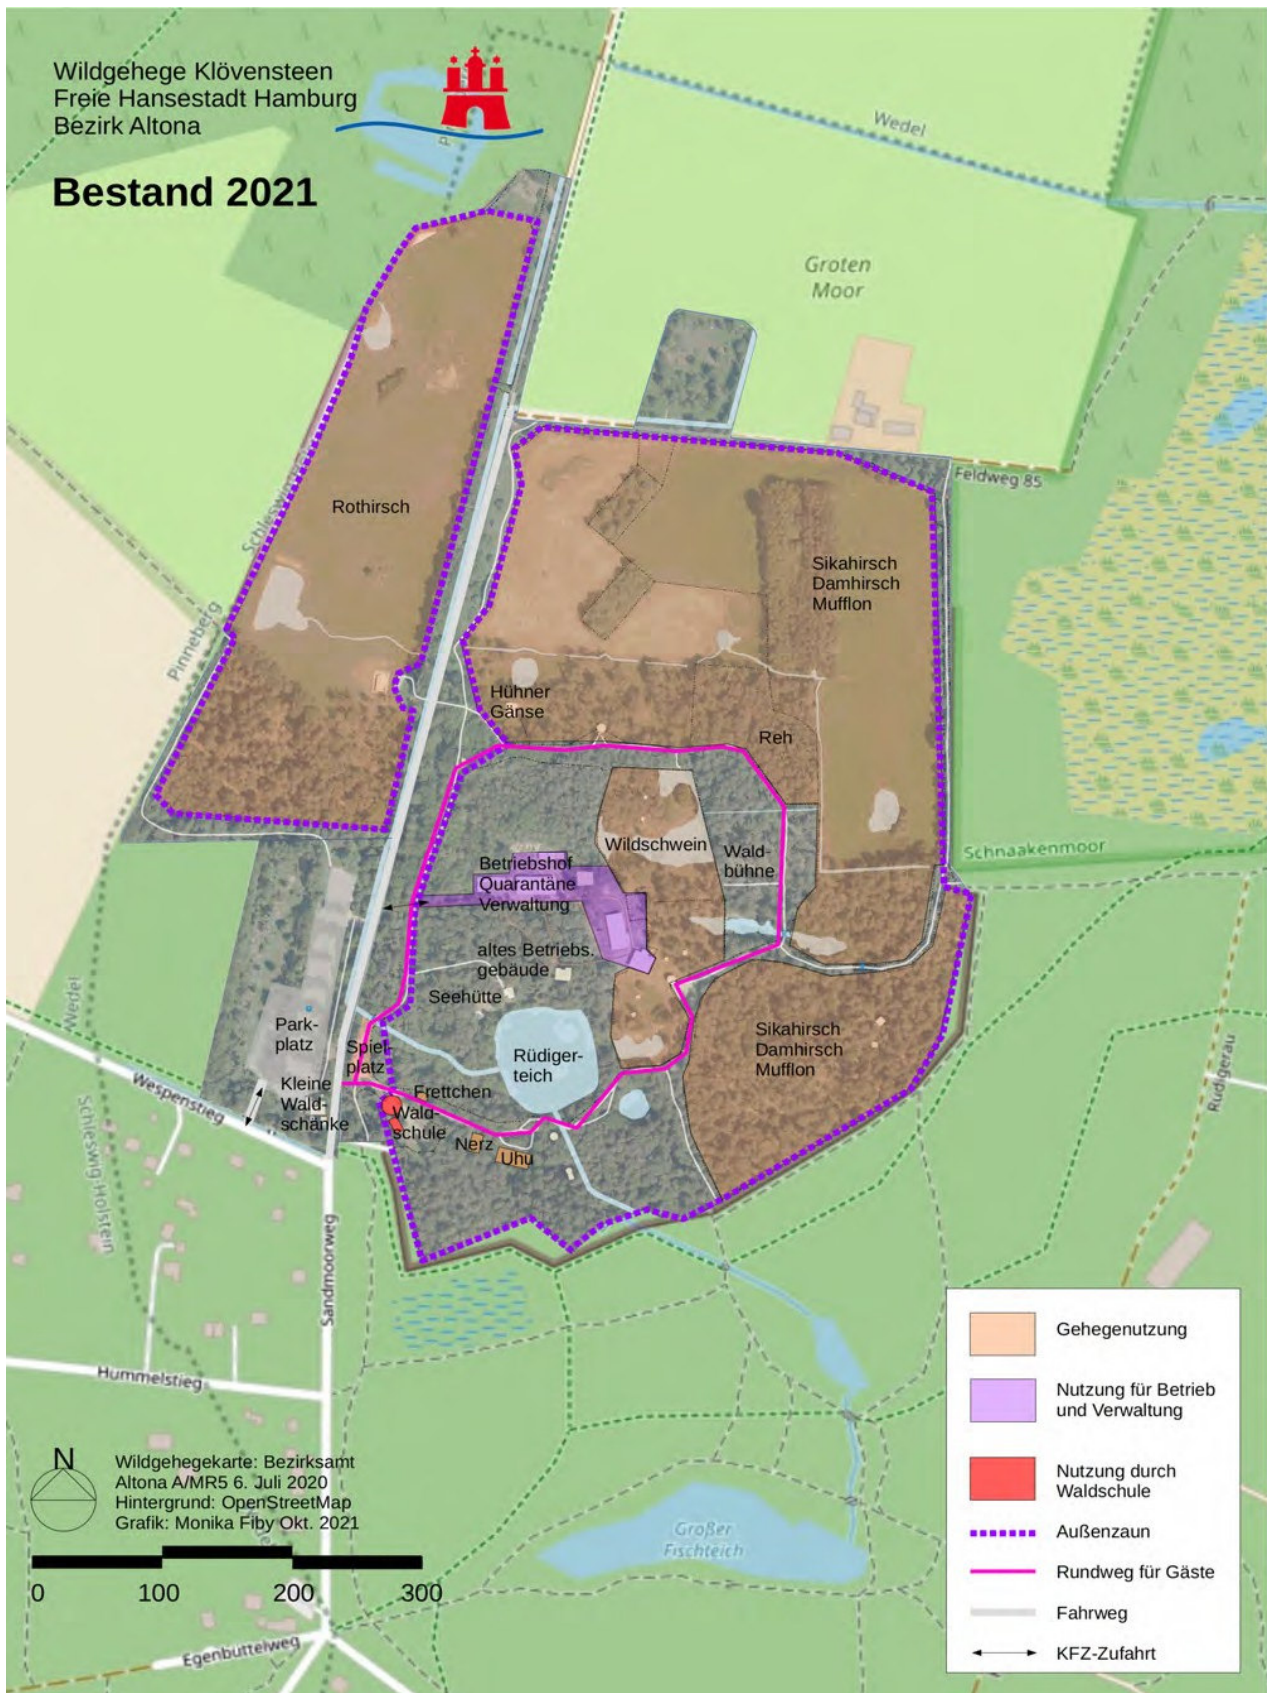 Wildgehege Klövensteen
Freie Hansestadt Hamburg
Bezirk Altona
Bestand 2021
Wedel
Groten
Moor
Feldweg 85
Rothirsch
Sikahirsch
Damhirsch
Mufflon
Pinneberg
Hühner
Gänse
Reh
Wildschwein
Wald-
bühne
Schnaakenmoor
Betriebshof
Quarantäne
Verwaltung
altes Betriebs.
gebäude
Seehütte
Wedel
Park-
platz
Spiel-
platz
Rüdiger-
teich
Sikahirsch
Damhirsch
Mufflon
Rüdigerau
Wespenstieg
Schleswig-Holstein
Kleine
Wald-
schänke
Frettchen
Wald-
schule
Nerz
Uhu
Sandmoorweg
Hummelstieg
Gehegenutzung
Nutzung für Betrieb
und Verwaltung
Nutzung durch
Waldschule
Außenzaun
Rundweg für Gäste
Fahrweg
KFZ-Zufahrt
N
Wildgehegekarte: Bezirksamt
Altona A/MR5 6. Juli 2020
Hintergrund: OpenStreetMap
Grafik: Monika Fiby Okt. 2021
0 100 200 300
Großer
Fischteich
Egenbüttelweg